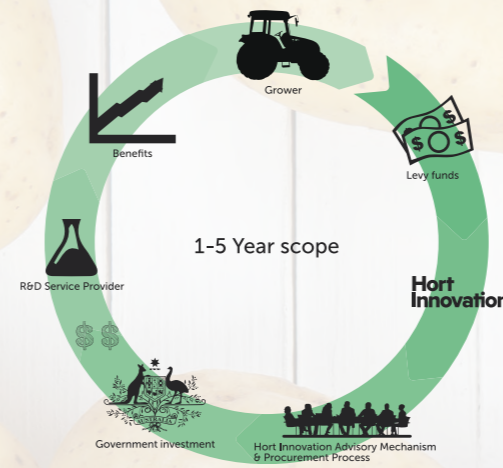 Grower
$
$ $
Levy funds
Benefits
1-5 Year scope
R&D Service Provider
Hort
Innovation
$ $
Government investment
Hort Innovation Advisory Mechanism
& Procurement Process